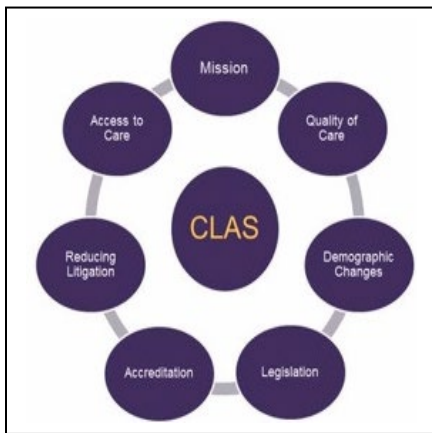 Mission
Quality of
Care
Demographic
Changes
Legislation
Accreditation
Reducing
Litigation
Access to
Care
CLAS